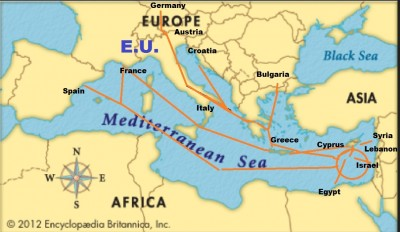 Germany
EUROPE
Austria
E.U.
Croatia
Black Sea
France
Bulgaria
Spain
ASIA
Italy
Mediterranean Sea
Greece
Cyprus
Syria
Lebanon
Israel
Egypt
N
W
E
S
AFRICA
© 2012 Encyclopædia Britannica, Inc.